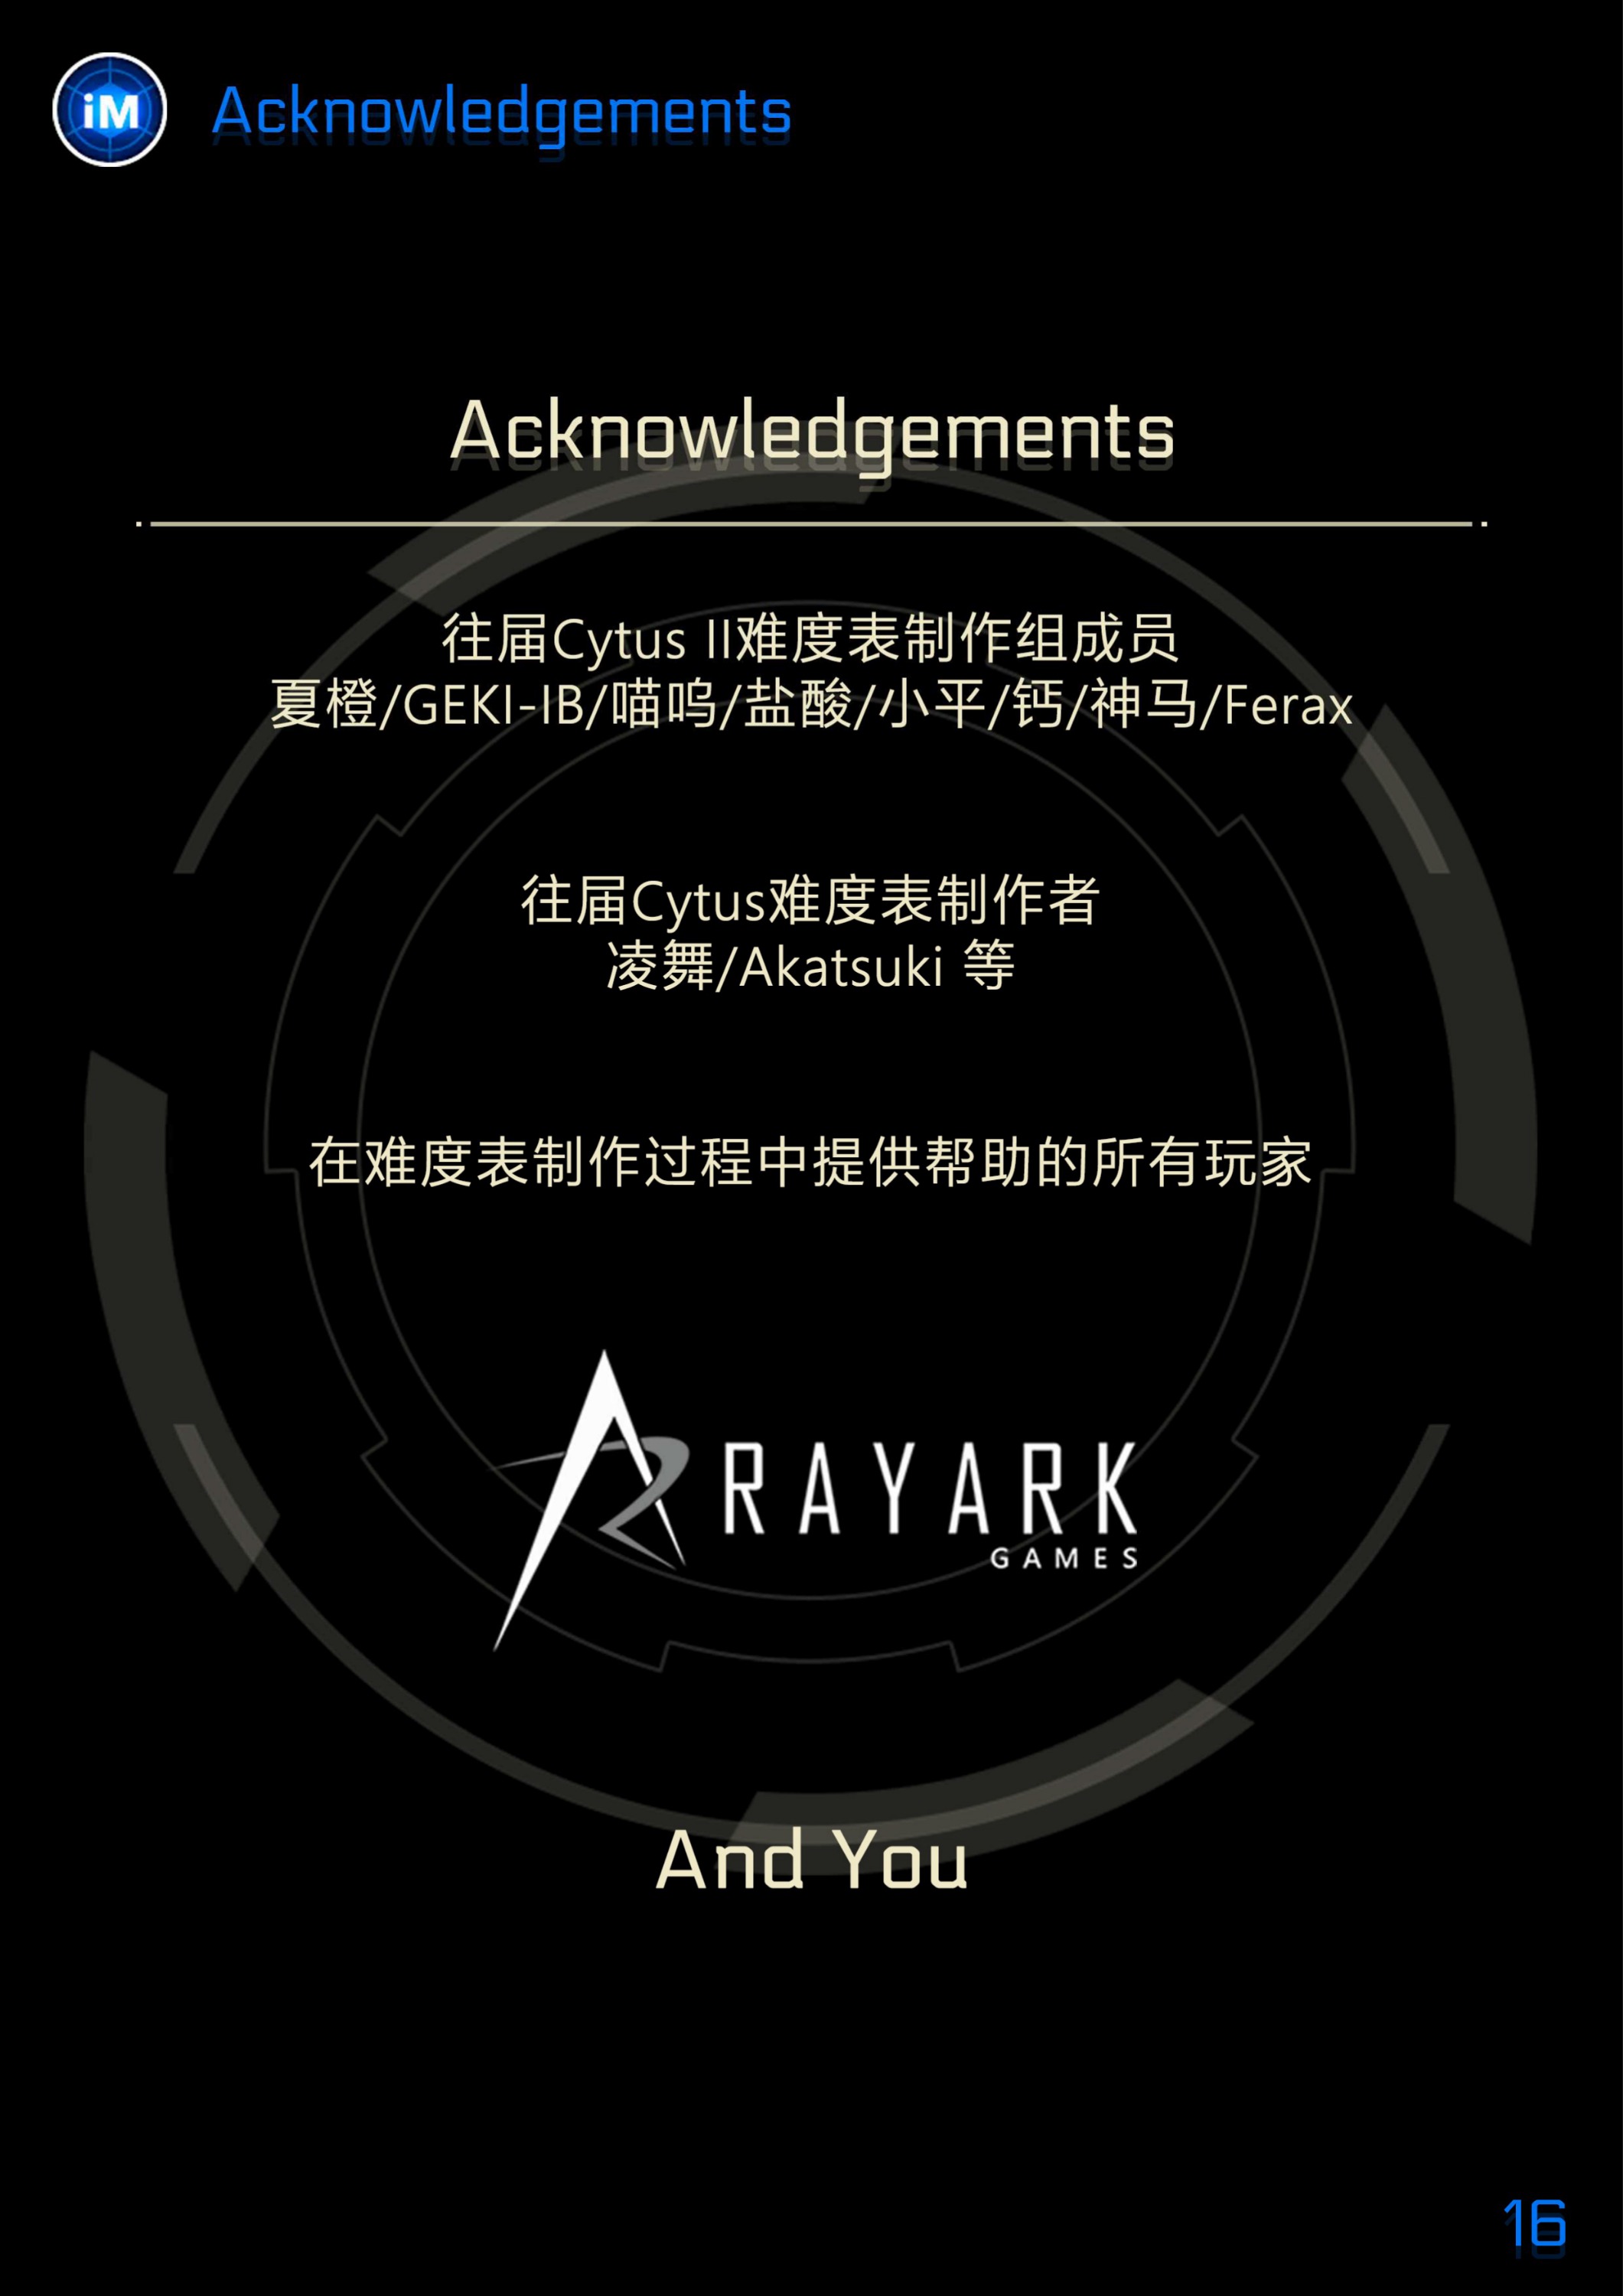 iM
Acknowledgements
Acknowledgements
往届Cytus II难度表制作组成员
夏橙/GEKI-IB/喵呜/盐酸/小平/钙/神马/Ferax
往届Cytus难度表制作者
凌舞/Akatsuki 等
在难度表制作过程中提供帮助的所有玩家
RAYARK
GAMES
And You
16